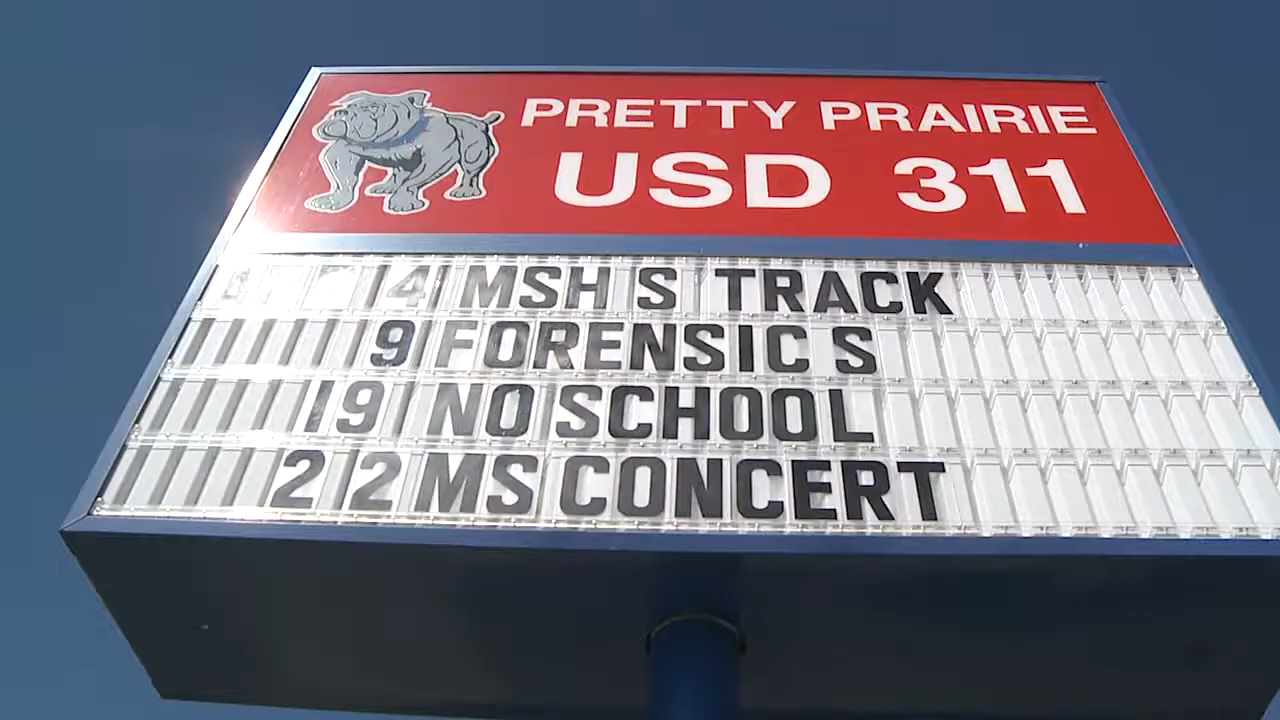 PRETTY PRAIRIE
USD 311
4 MSHS TRACK
9 FORENSICS
19 NO SCHOOL
22 MS CONCERT